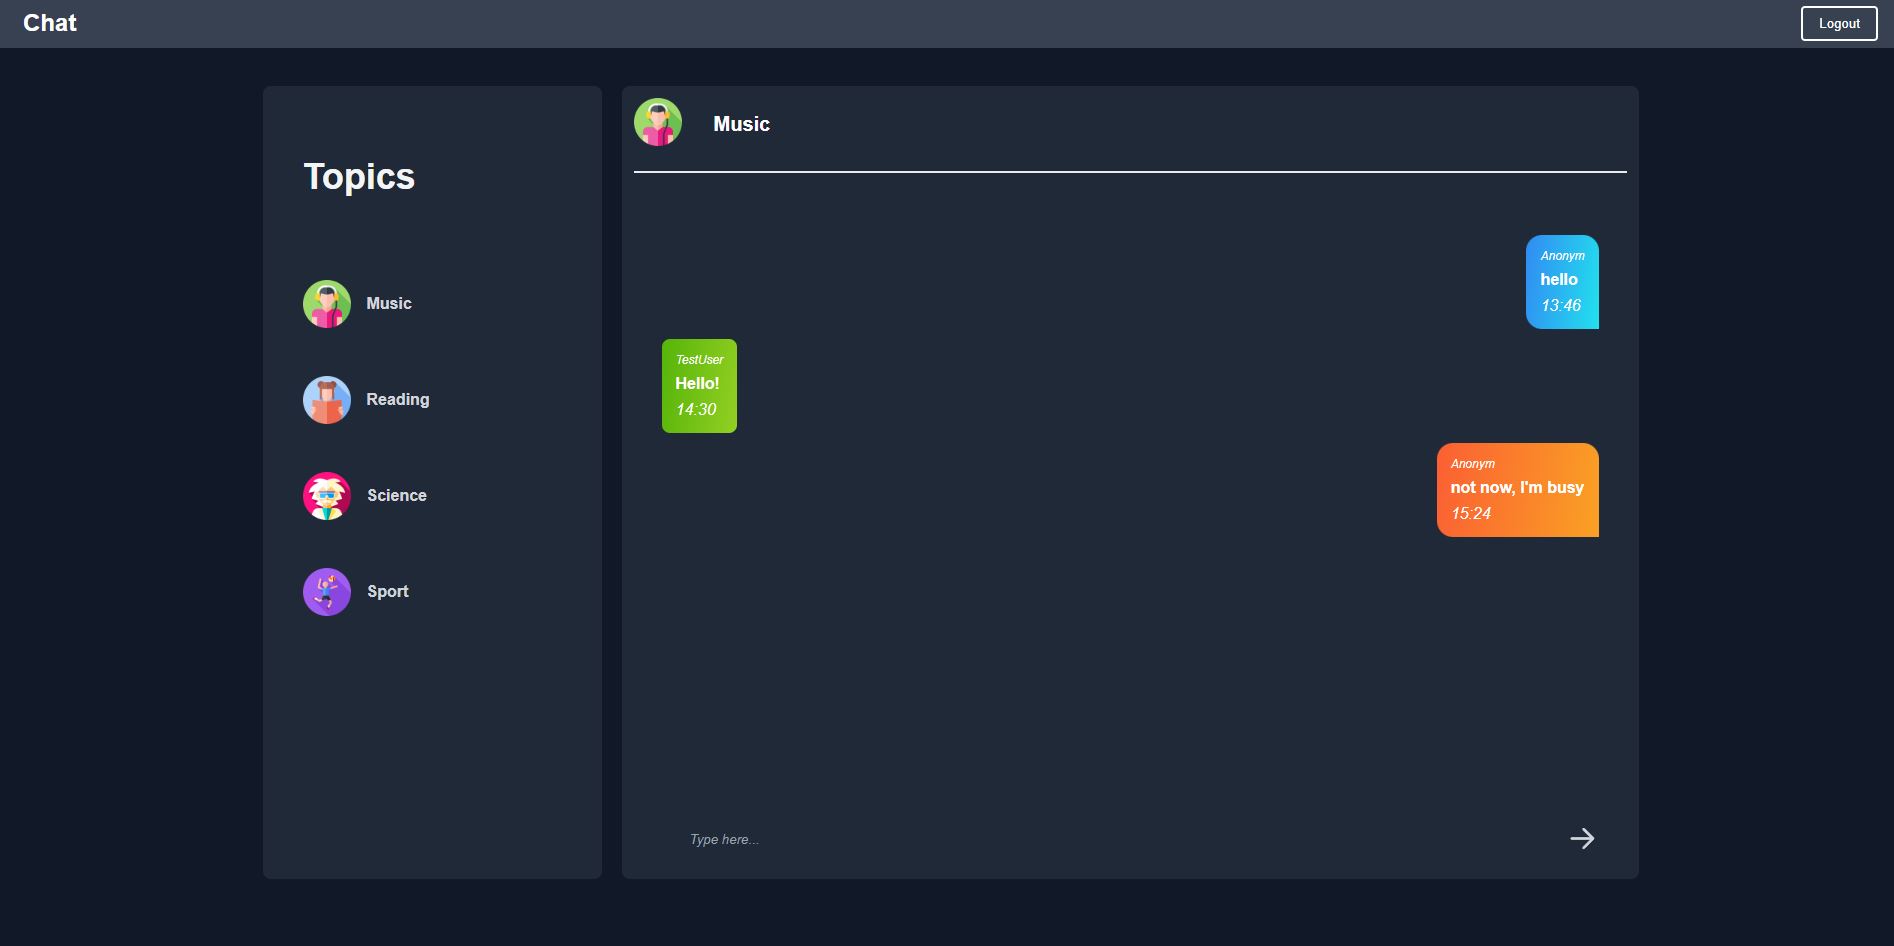 Chat
Logout
Topics
Music
Reading
Science
Sport
Music
Anonym
hello
13:46
TestUser
Hello!
14:30
Anonym
not now, I'm busy
15:24
Type here...